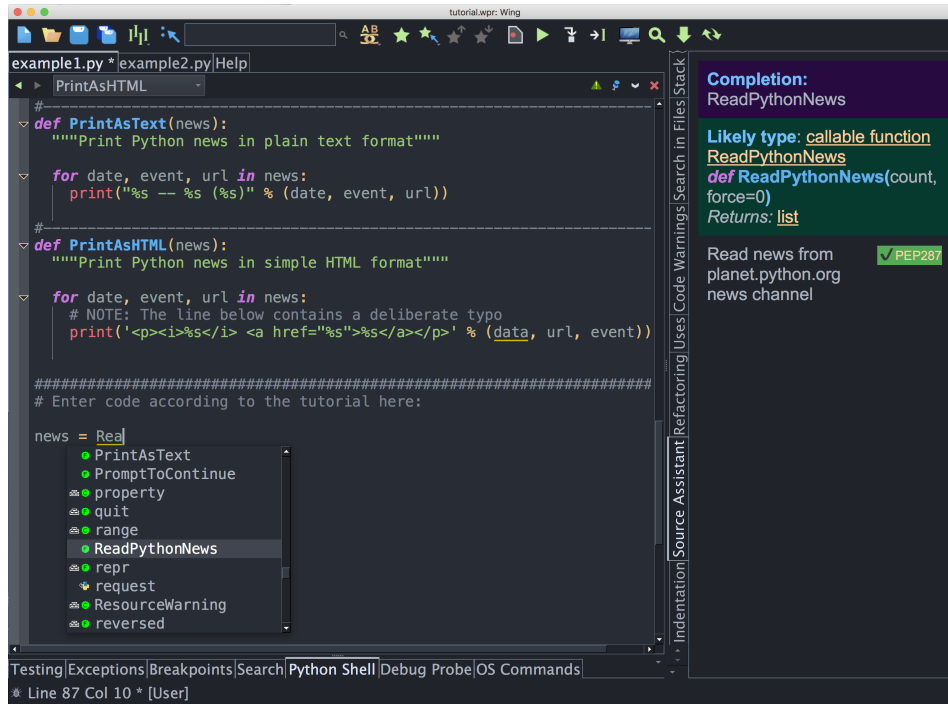 tutorial.wpr: Wing
example1.py * example2.py Help
PrintAsHTML
#---------------------------------------------------------------------
def PrintAsText(news):
"""Print Python news in plain text format"""
for date, event, url in news:
print("%s -- %s (%s)" % (date, event, url))
#---------------------------------------------------------------------
def PrintAsHTML(news):
"""Print Python news in simple HTML format"""
for date, event, url in news:
# NOTE: The line below contains a deliberate typo
print('<p><i>%s</i> <a href="%s">%s</a></p>' % (data, url, event))
######################################################################
# Enter code according to the tutorial here:
news = Rea
PrintAsText
PromptToContinue
property
quit
range
ReadPythonNews
repr
request
ResourceWarning
reversed
Testing Exceptions Breakpoints Search Python Shell Debug Probe OS Commands
Line 87 Col 10 * [User]
Stack
Search in Files
Code Warnings
Uses
Refactoring
Source Assistant
Indentation
Completion:
ReadPythonNews
Likely type: callable function
ReadPythonNews
def ReadPythonNews(count,
force=0)
Returns: list
Read news from ✓PEP287
planet.python.org
news channel